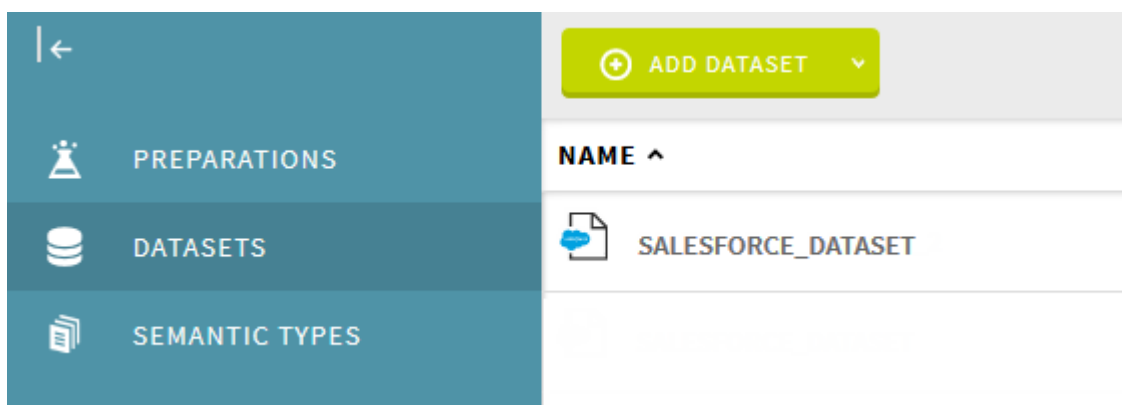 ADD DATASET
PREPARATIONS
DATASETS
SEMANTIC TYPES
NAME
SALESFORCE_DATASET